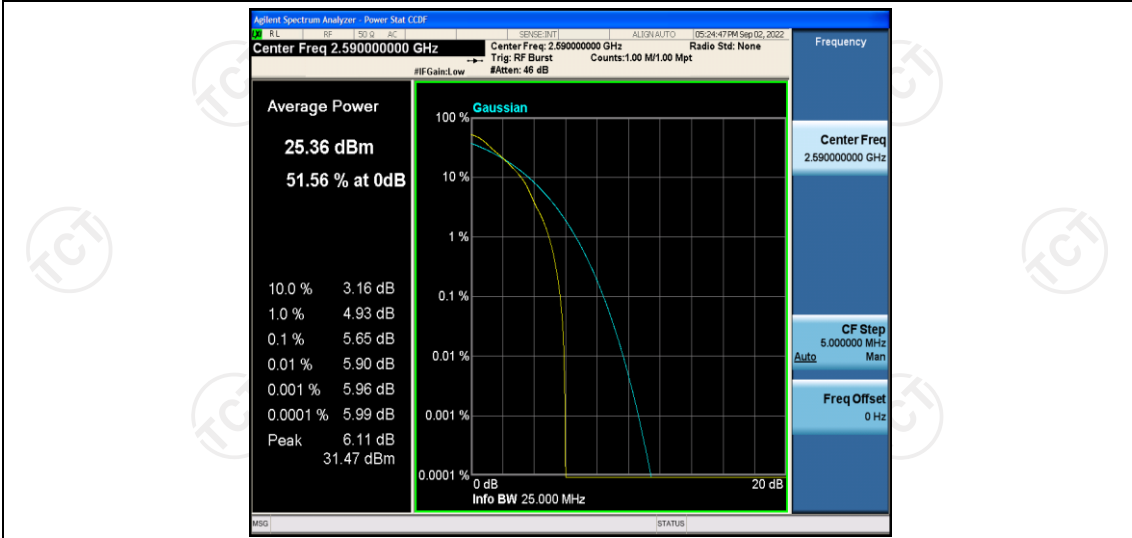 Agilent Spectrum Analyzer - Power Stat CCDF
LXI RL RF 50 Ω AC SENSE:INT ALIGN AUTO 05:24:47 PM Sep 02, 2022
Center Freq 2.590000000 GHz
Center Freq: 2.590000000 GHz Radio Std: None
Trig: RF Burst Counts:1.00 M/1.00 Mpt
#IFGain:Low #Atten: 46 dB
Frequency
Average Power
25.36 dBm
51.56 % at 0dB
10.0 % 3.16 dB
1.0 % 4.93 dB
0.1 % 5.65 dB
0.01 % 5.90 dB
0.001 % 5.96 dB
0.0001 % 5.99 dB
Peak 6.11 dB
31.47 dBm
Gaussian
100 %
10 %
1 %
0.1 %
0.01 %
0.001 %
0.0001 %
0 dB 20 dB
Info BW 25.000 MHz
Center Freq
2.590000000 GHz
CF Step
5.000000 MHz
Auto Man
Freq Offset
0 Hz
MSG STATUS
TCT
TCT
TCT
TCT
TCT
TCT